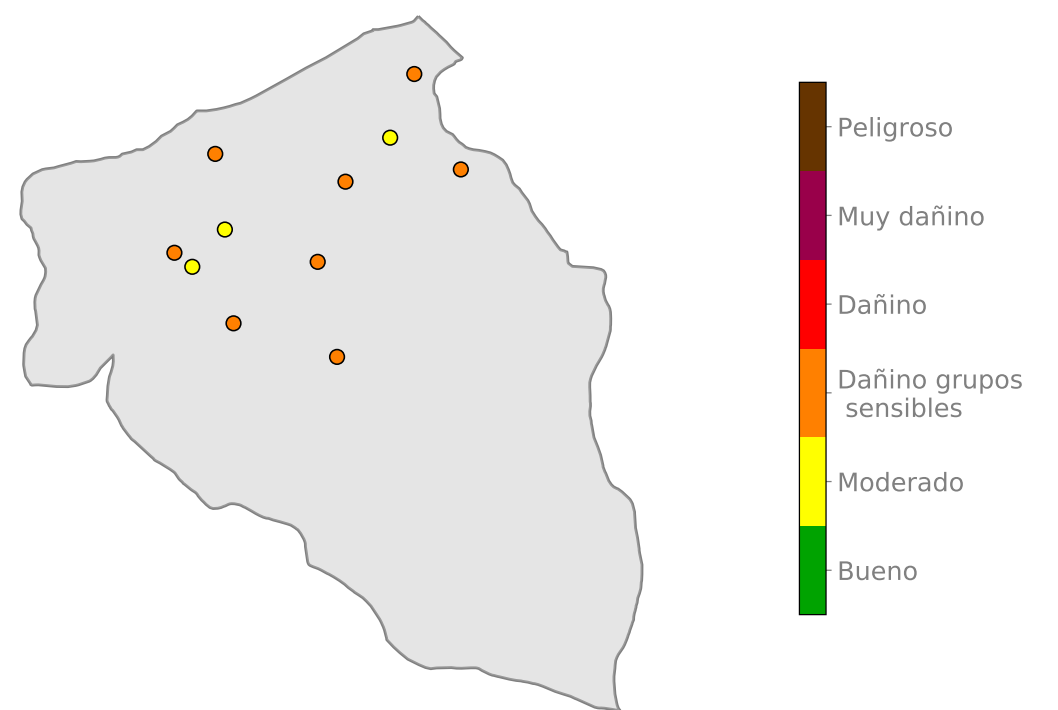 Peligroso
Muy dañino
Dañino
Dañino grupos
sensibles
Moderado
Bueno